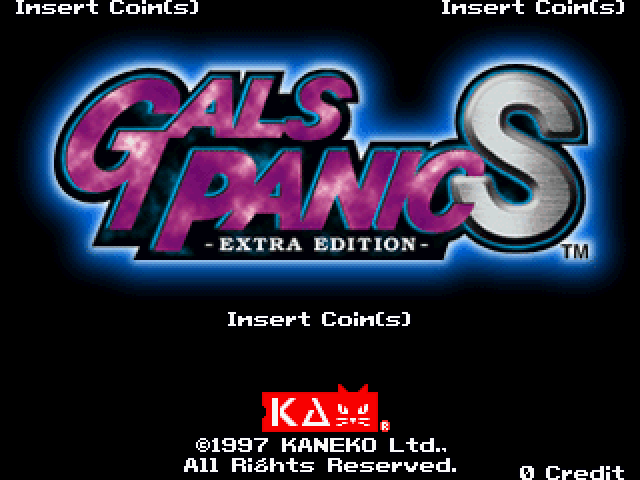 Insert Coin(s) Insert Coin(s)
GALS
PANIC S
-EXTRA EDITION-
TM
Insert Coin(s)
KA
®
©1997 KANEKO Ltd.,
All Rights Reserved.
0 Credit